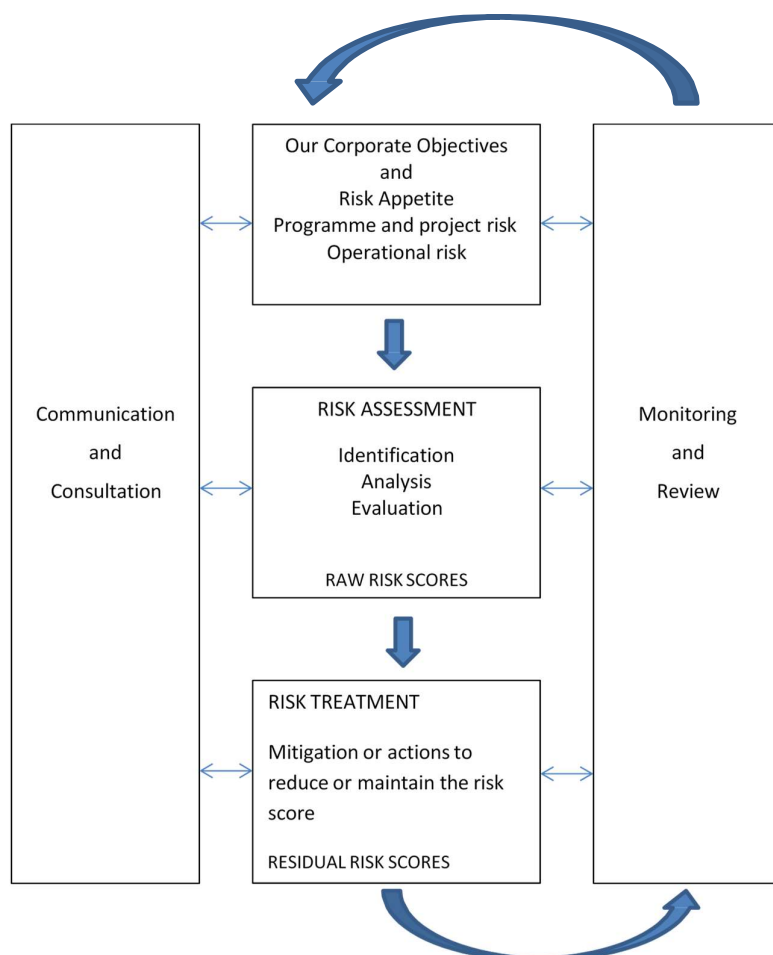 Our Corporate Objectives
and
Risk Appetite
Programme and project risk
Operational risk
Communication
and
Consultation
RISK ASSESSMENT
Identification
Analysis
Evaluation
RAW RISK SCORES
Monitoring
and
Review
RISK TREATMENT
Mitigation or actions to
reduce or maintain the risk
score
RESIDUAL RISK SCORES